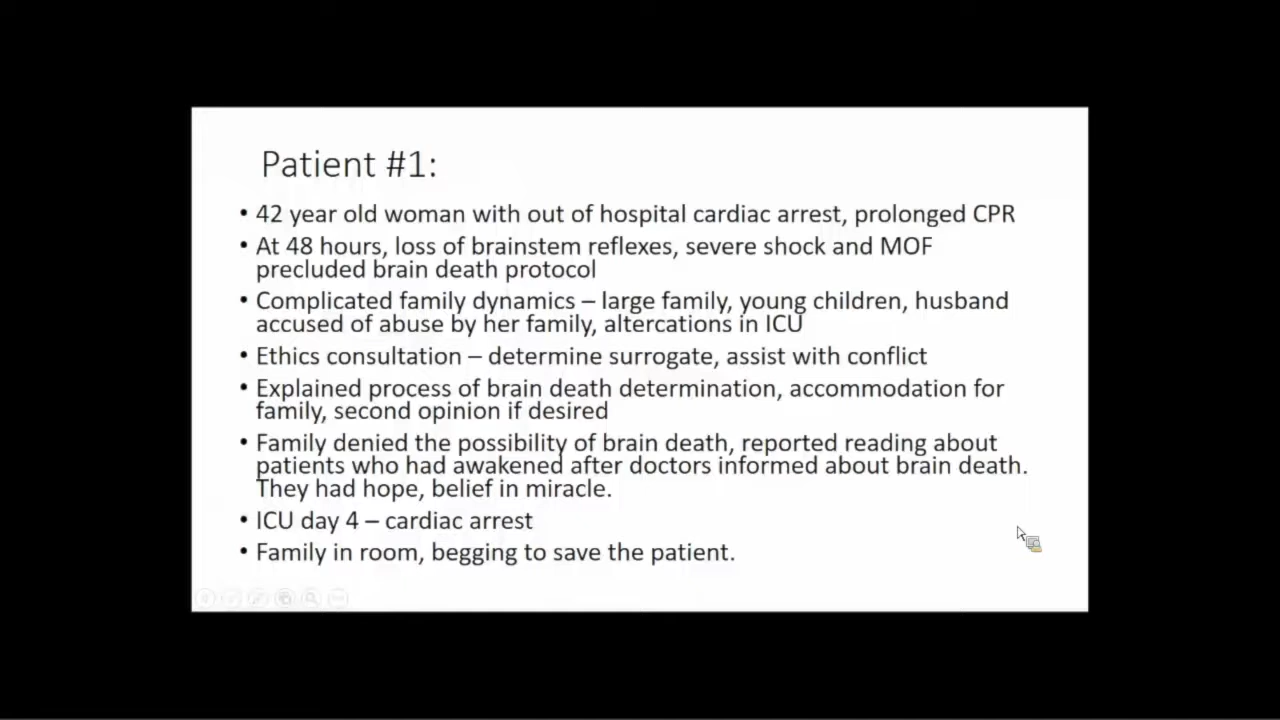 Patient #1:
• 42 year old woman with out of hospital cardiac arrest, prolonged CPR
• At 48 hours, loss of brainstem reflexes, severe shock and MOF
precluded brain death protocol
• Complicated family dynamics – large family, young children, husband
accused of abuse by her family, altercations in ICU
• Ethics consultation – determine surrogate, assist with conflict
• Explained process of brain death determination, accommodation for
family, second opinion if desired
• Family denied the possibility of brain death, reported reading about
patients who had awakened after doctors informed about brain death.
They had hope, belief in miracle.
• ICU day 4 – cardiac arrest
• Family in room, begging to save the patient.